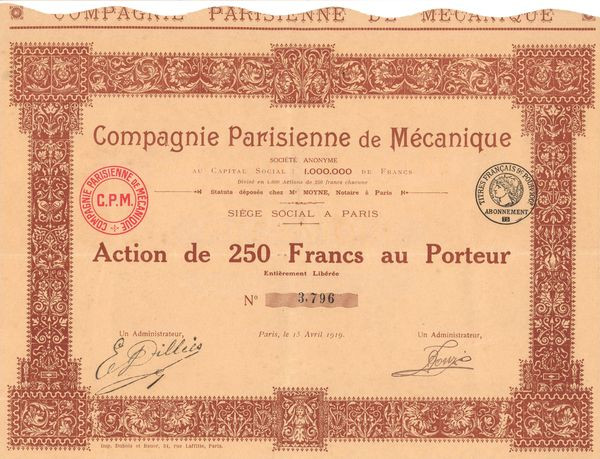 COMPAGNIE PARISIENNE DE MÉCANIQUE
Compagnie Parisienne de Mécanique
SOCIÉTÉ ANONYME
AU CAPITAL SOCIAL : 1.000.000 DE FRANCS
Divisé en 4.000 Actions de 250 francs chacune
Statuts déposés chez Me MOYNE, Notaire à Paris
SIÈGE SOCIAL A PARIS
COMPAGNIE PARISIENNE DE MÉCANIQUE
C.P.M.
TITRES FRANÇAIS
ABONNEMENT
Action de 250 Francs au Porteur
Entièrement Libérée
No 3.796
Un Administrateur,
Paris, le 15 Avril 1919.
Un Administrateur,
Imp. Dubois et Bauer, 34, rue Laffitte, Paris.